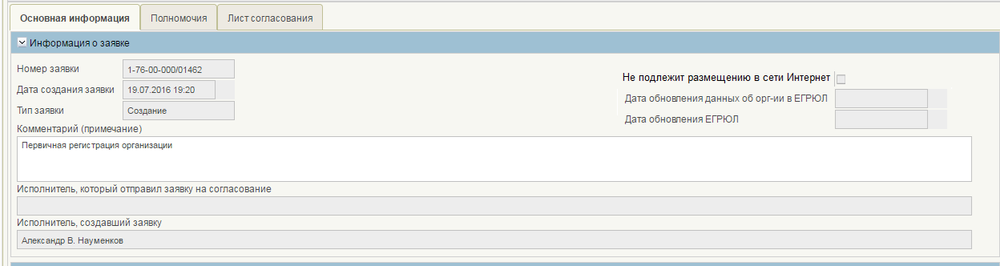 Основная информация Полномочия Лист согласования
Информация о заявке
Номер заявки 1-76-00-000/01462
Не подлежит размещению в сети Интернет
Дата создания заявки 19.07.2016 19:20
Дата обновления данных об орг-ии в ЕГРЮЛ
Тип заявки Создание
Дата обновления ЕГРЮЛ
Комментарий (примечание)
Первичная регистрация организации
Исполнитель, который отправил заявку на согласование
Исполнитель, создавший заявку
Александр В. Науменков